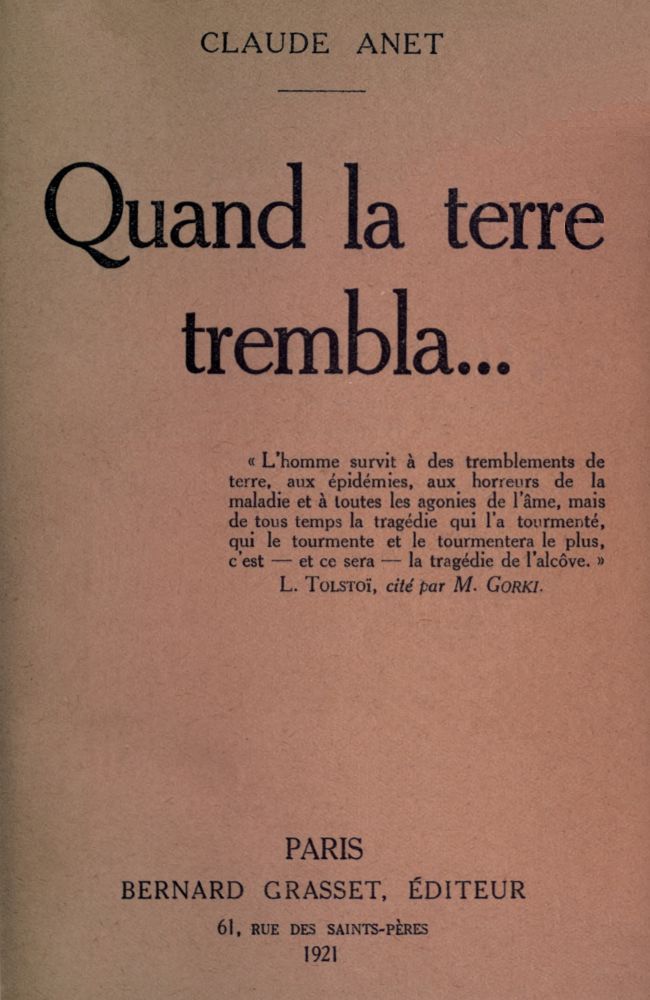 CLAUDE ANET
Quand la terre
trembla...
« L'homme survit à des tremblements de
terre, aux épidémies, aux horreurs de la
maladie et à toutes les agonies de l'âme, mais
de tous temps la tragédie qui l'a tourmenté,
qui le tourmente et le tourmentera le plus,
c'est — et ce sera — la tragédie de l'alcôve. »
L. TOLSTOÏ, cité par M. GORKI.
PARIS
BERNARD GRASSET, ÉDITEUR
61, RUE DES SAINTS-PÈRES
1921